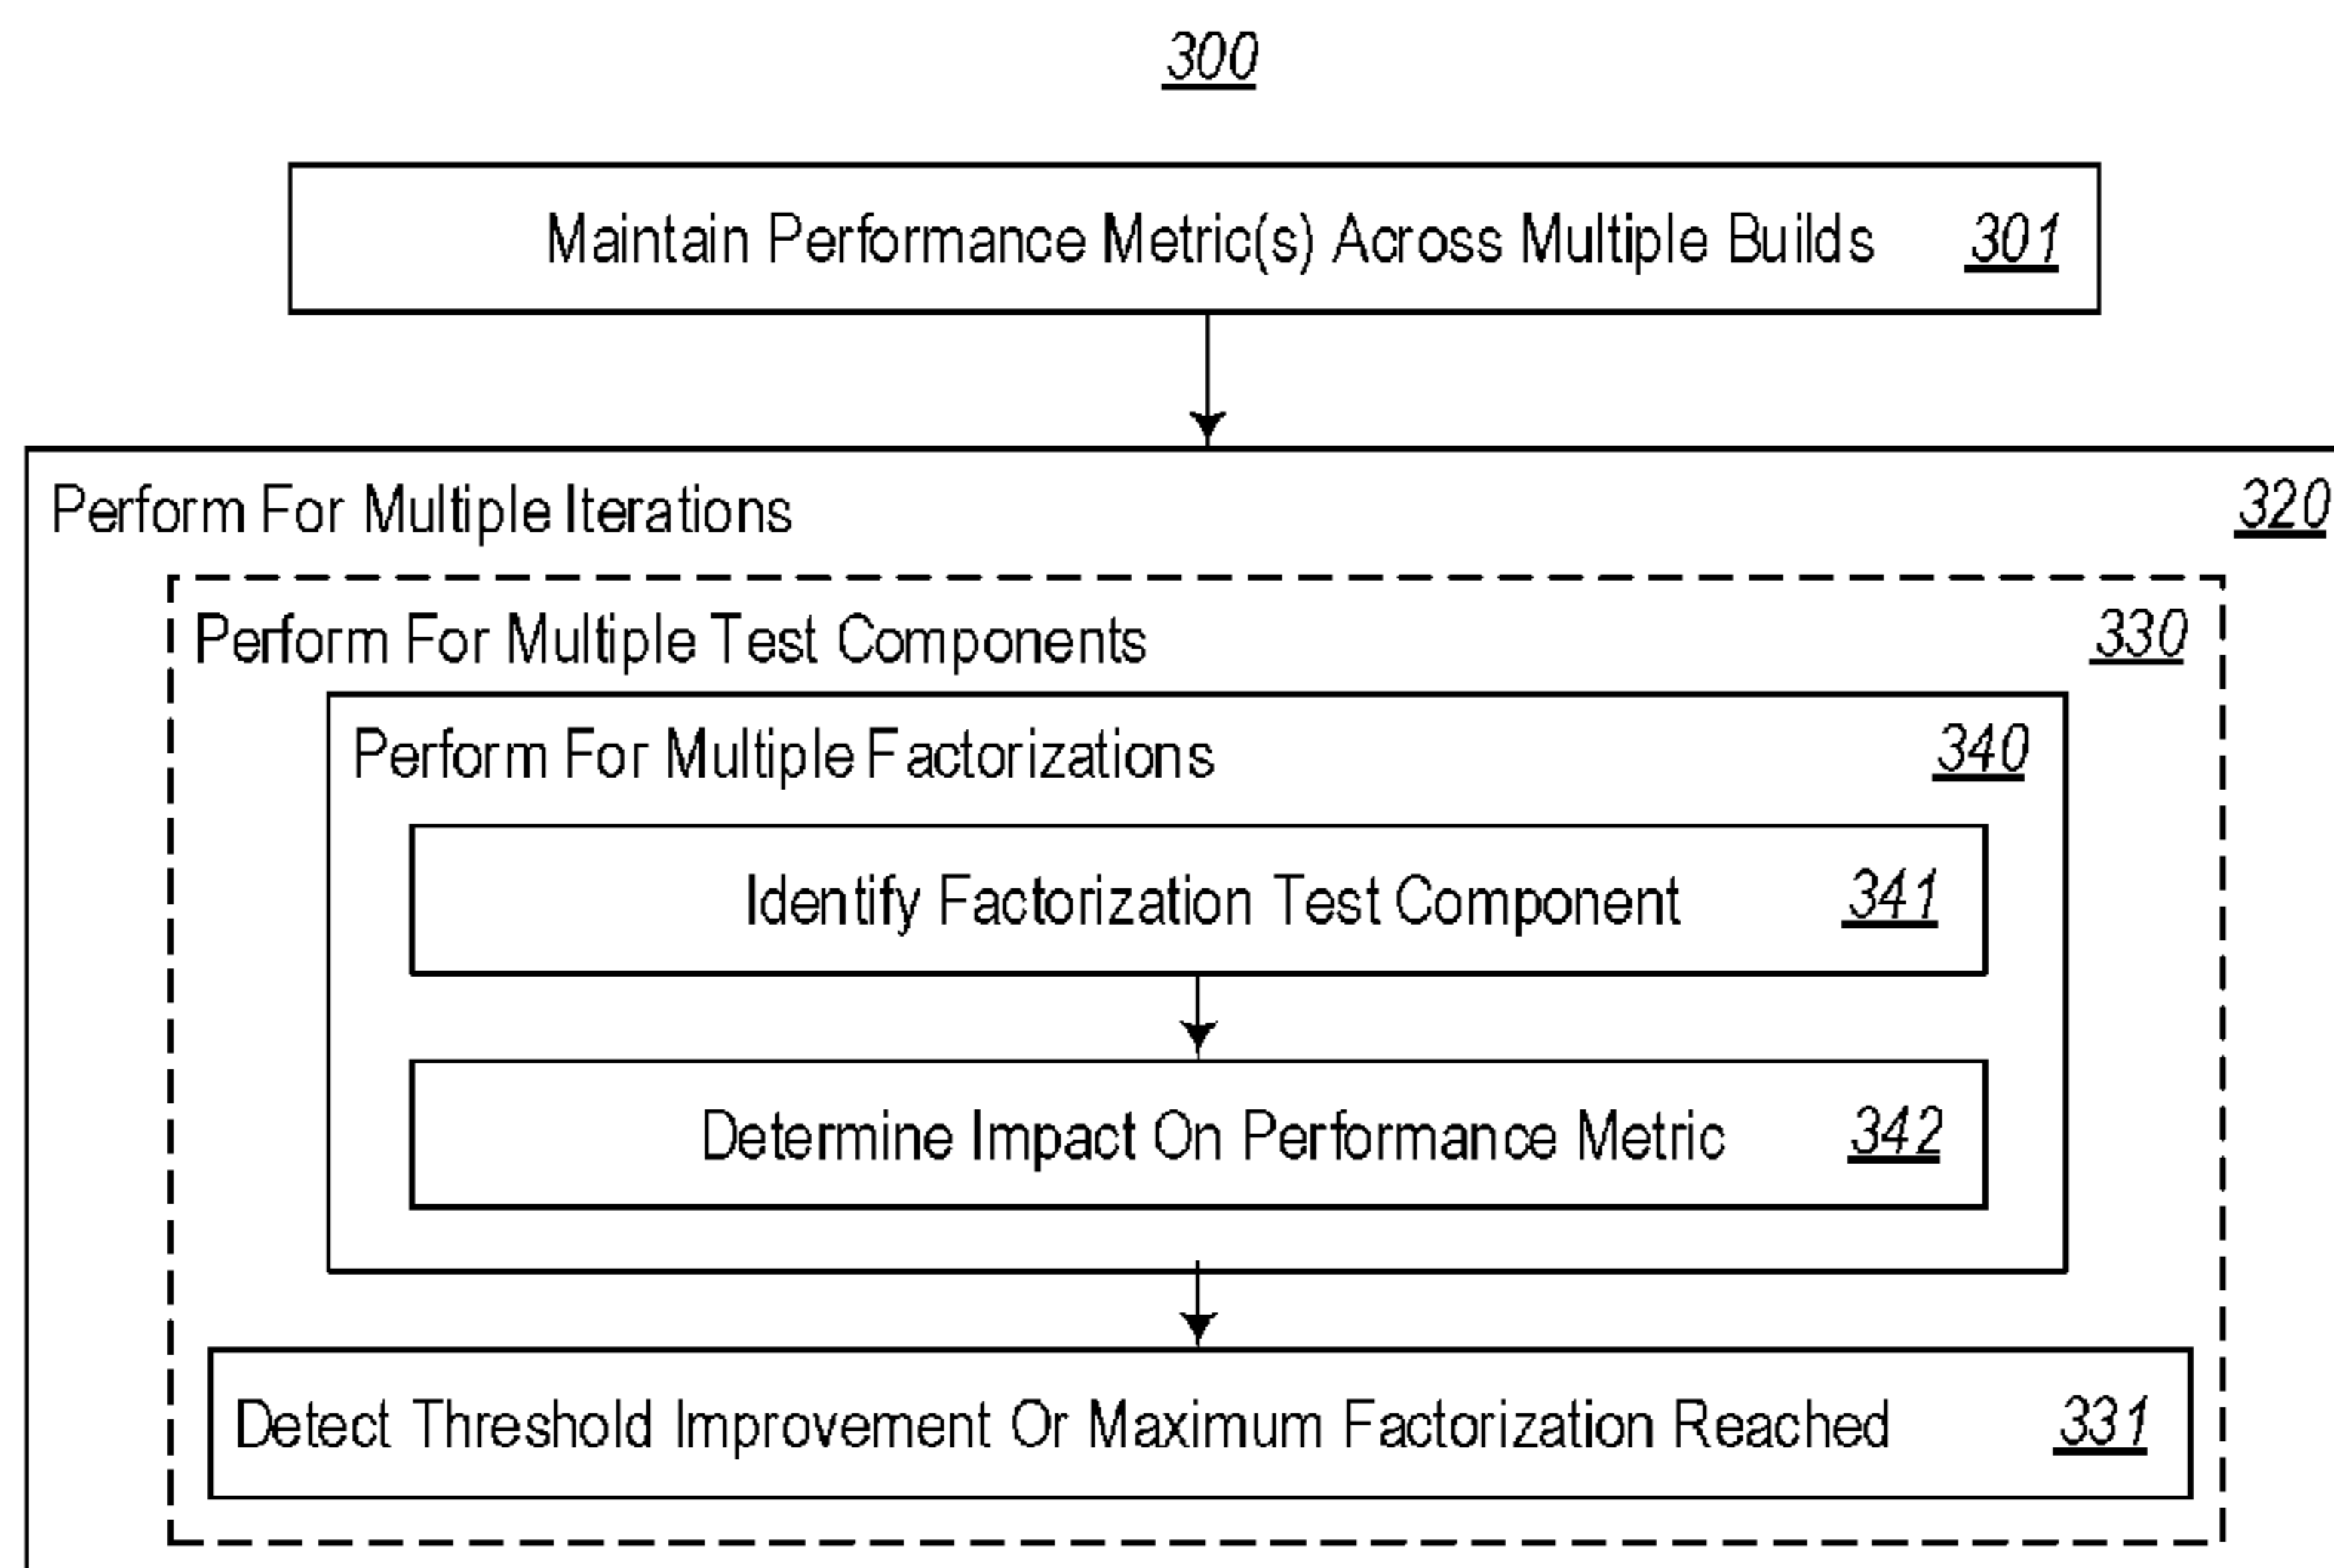 300
Maintain Performance Metric(s) Across Multiple Builds 301
Perform For Multiple Iterations 320
Perform For Multiple Test Components 330
Perform For Multiple Factorizations 340
Identify Factorization Test Component 341
Determine Impact On Performance Metric 342
Detect Threshold Improvement Or Maximum Factorization Reached 331